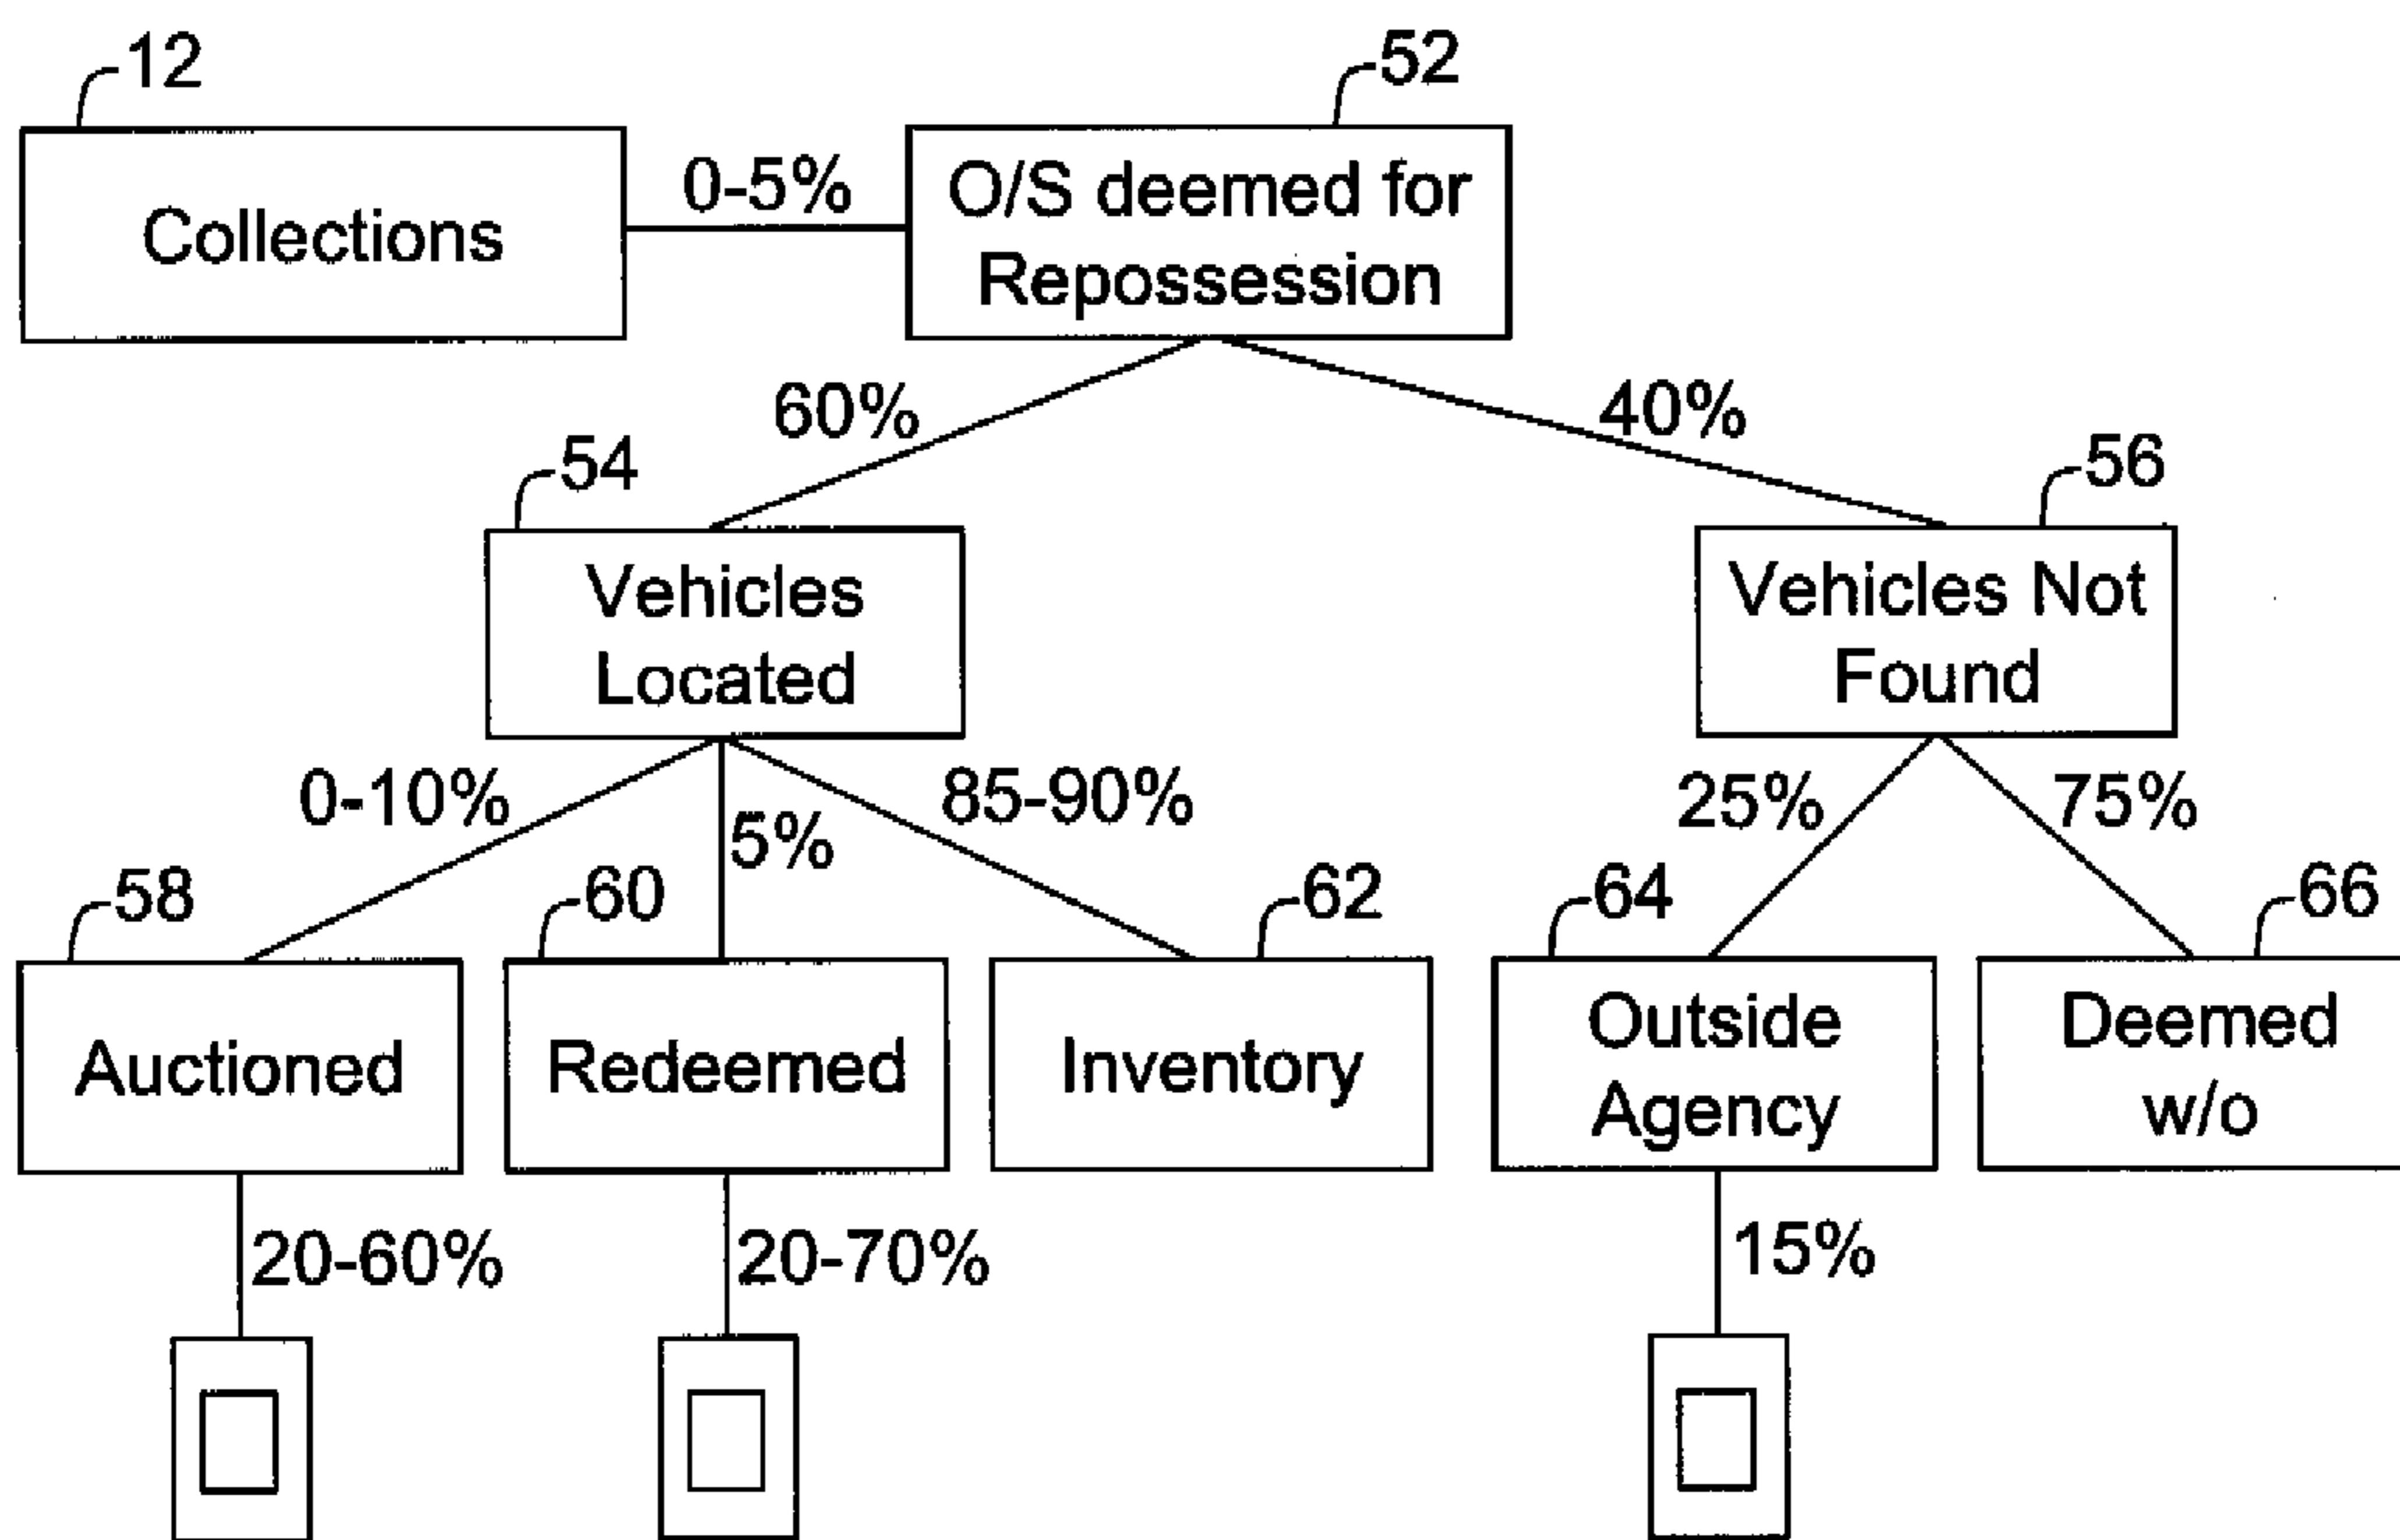 12
52
Collections
0-5%
O/S deemed for
Repossession
60%
40%
54
56
Vehicles
Located
Vehicles Not
Found
0-10%
5%
85-90%
25%
75%
58
60
62
64
66
Auctioned
Redeemed
Inventory
Outside
Agency
Deemed
w/o
20-60%
20-70%
15%